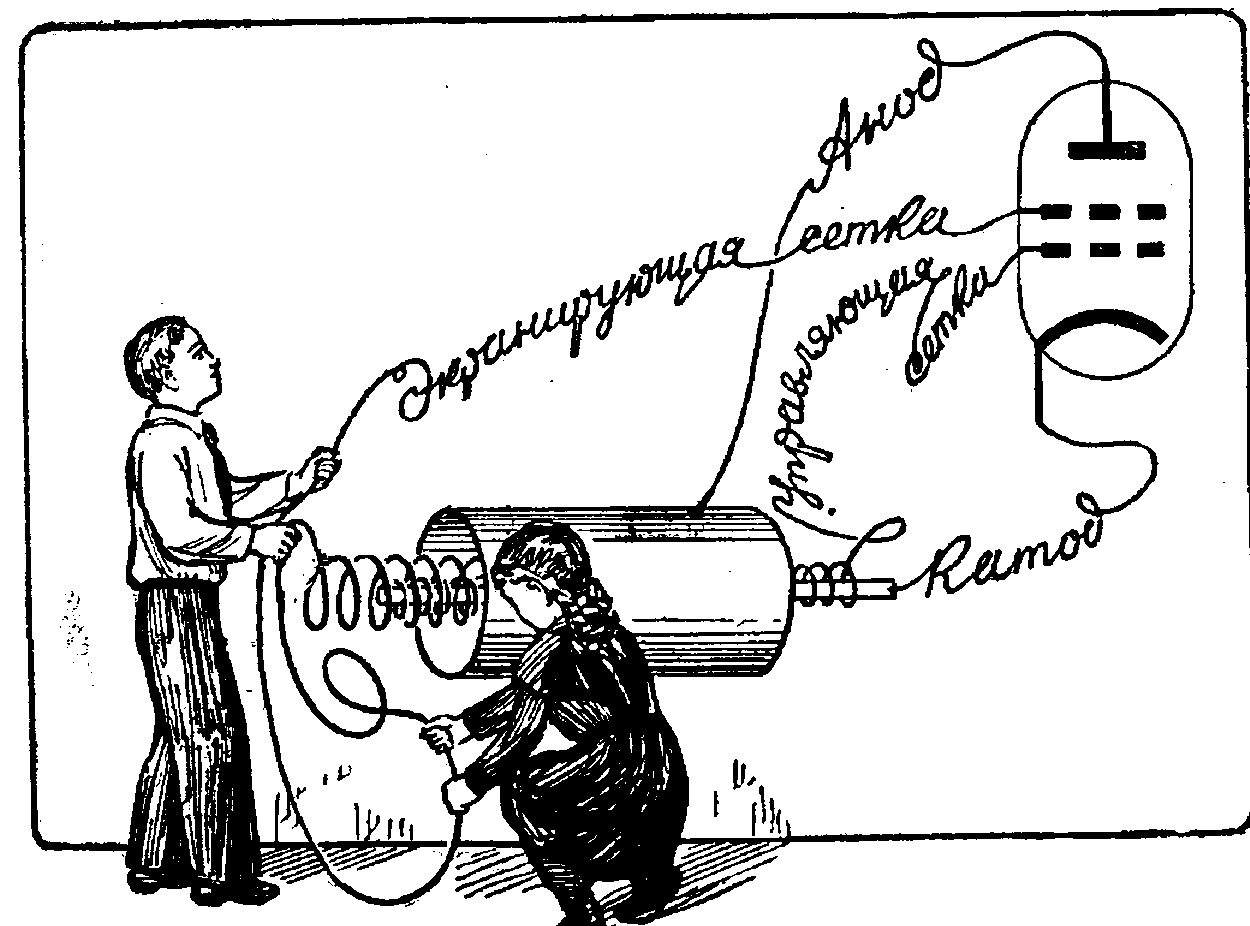 Анод
Экранирующая сетка
Управляющая
сетка
Катод